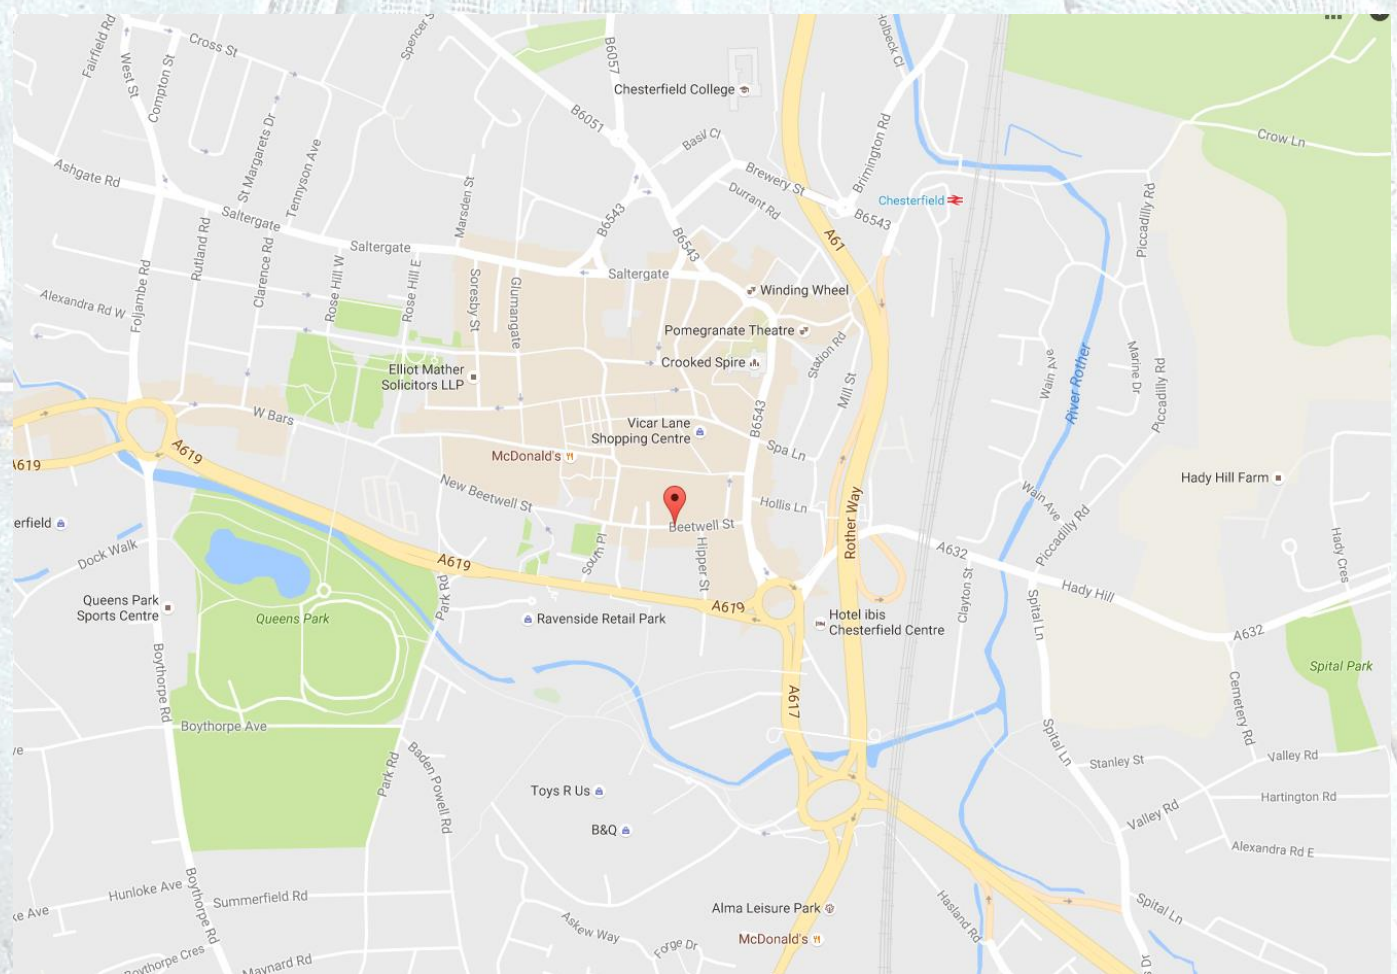 Fairfield Rd
West St
Compton St
Cross St
Spencer S
B6057
Holbeck Cl
Chesterfield College
B6051
Basil Cl
Brimington Rd
Crow Ln
Ashgate Rd
St Margarets Dr
Tennyson Ave
Marsden St
Brewery St
Durrant Rd
Chesterfield
Piccadilly Rd
Saltergate
Rutland Rd
Clarence Rd
Saltergate
B6543
B6543
B6543
A61
Alexandra Rd W
Foljambe Rd
Rose Hill W
Rose Hill E
Soresby St
Glumangate
Saltergate
Winding Wheel
Pomegranate Theatre
Crooked Spire
Station Rd
Mill St
Wain Ave
River Rother
Marine Dr
Piccadilly Rd
Elliot Mather
Solicitors LLP
W Bars
Vicar Lane
Shopping Centre
B6543
Spa Ln
McDonald's
A619
A619
New Beetwell St
Beetwell St
Hollis Ln
Rother Way
Wain Ave
Piccadilly Rd
Hady Hill Farm
erfield
Dock Walk
A619
South Pl
Hipper St
A632
Hady Hill
Hady Cres
Queens Park
Sports Centre
Queens Park
Park Rd
Ravenside Retail Park
A619
Hotel ibis
Chesterfield Centre
Clayton St
Spital Ln
A632
Spital Park
Boythorpe Rd
Boythorpe Ave
A617
Cemetery Rd
Park Rd
Baden Powell Rd
Spital Ln
Stanley St
Valley Rd
Toys R Us
B&Q
Valley Rd
Hartington Rd
Alexandra Rd E
Hunloke Ave
Summerfield Rd
Boythorpe Rd
ke Ave
Alma Leisure Park
McDonald's
Hasland Rd
Spital Ln
Askew Way
Forge Dr
oythorpe Cres
Maynard Rd